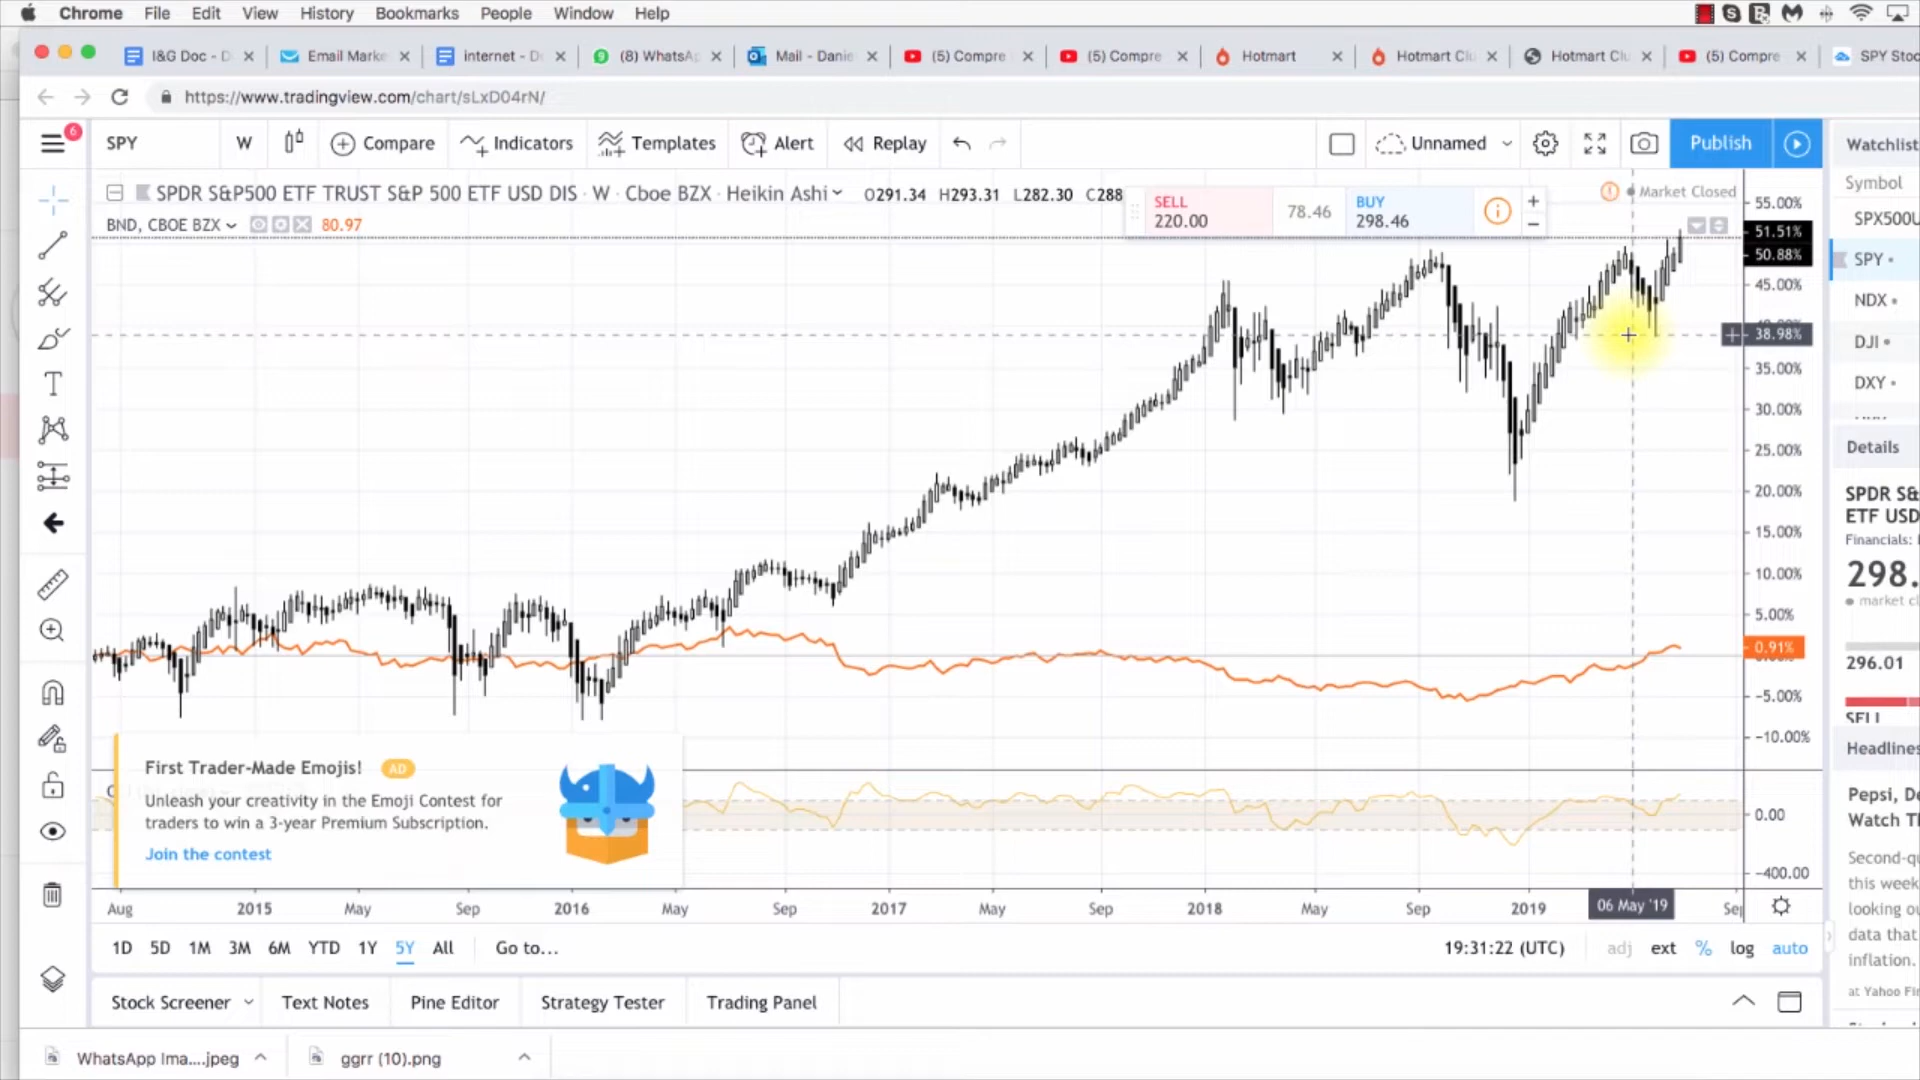 Chrome File Edit View History Bookmarks People Window Help
I&G Doc - D (8) WhatsAp Mail - Danie (5) Compre (5) Compre Hotmart Hotmart Clu Hotmart Clu (5) Compre SPY Stoc
Email Marke internet - D
https://www.tradingview.com/chart/sLxD04rN/
6
SPY W Compare Indicators Templates Alert Replay Unnamed Publish
Watchlist
SPDR S&P500 ETF TRUST S&P 500 ETF USD DIS · W · Cboe BZX · Heikin Ashi O291.34 H293.31 L282.30 C288
Market Closed
BND, CBOE BZX 80.97
SELL
220.00
78.46
BUY
298.46
+
−
55.00%
51.51%
50.88%
45.00%
38.98%
35.00%
30.00%
25.00%
20.00%
15.00%
10.00%
5.00%
0.91%
−5.00%
−10.00%
0.00
−400.00
Symbol
SPX500U
SPY
NDX
DJI
DXY
Details
SPDR S&
ETF USD
Financials:
298.
market cl
296.01
SELL
Headlines
Pepsi, De
Watch Th
Second-qu
this week
looking ou
data that
inflation.
at Yahoo Fin
First Trader-Made Emojis! AD
Unleash your creativity in the Emoji Contest for
traders to win a 3-year Premium Subscription.
Join the contest
Aug 2015 May Sep 2016 May Sep 2017 May Sep 2018 May Sep 2019 06 May '19 Sep
1D 5D 1M 3M 6M YTD 1Y 5Y All Go to... 19:31:22 (UTC) adj ext % log auto
Stock Screener Text Notes Pine Editor Strategy Tester Trading Panel
WhatsApp Ima....jpeg ggrr (10).png